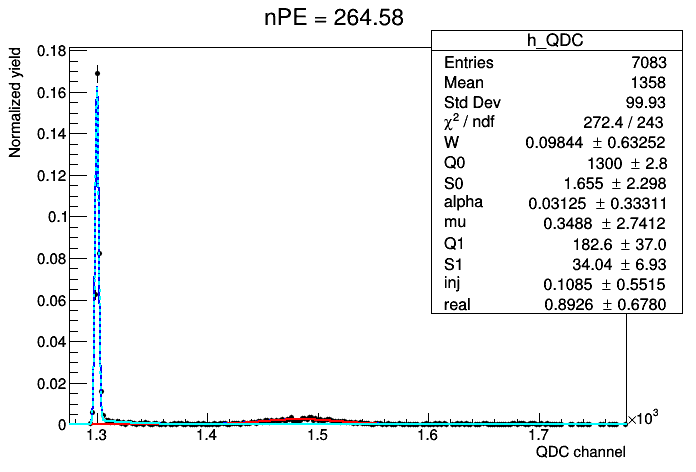 nPE = 264.58
Normalized yield
h_QDC
Entries 7083
Mean 1358
Std Dev 99.93
χ² / ndf 272.4 / 243
W 0.09844 ± 0.63252
Q0 1300 ± 2.8
S0 1.655 ± 2.298
alpha 0.03125 ± 0.33311
mu 0.3488 ± 2.7412
Q1 182.6 ± 37.0
S1 34.04 ± 6.93
inj 0.1085 ± 0.5515
real 0.8926 ± 0.6780
0.18
0.16
0.14
0.12
0.1
0.08
0.06
0.04
0.02
0
1.3 1.4 1.5 1.6 1.7 ×10³
QDC channel